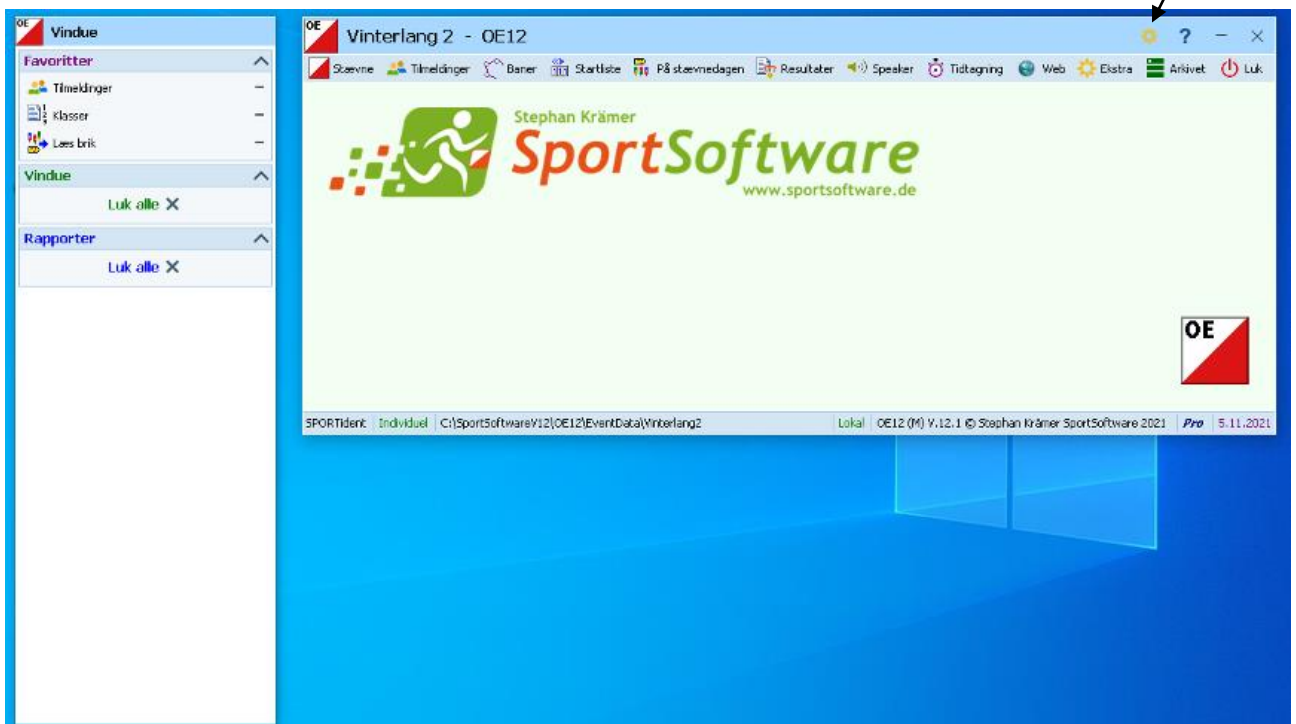 OE Vindue
Favoritter
Tilmeldinger
Klasser
Læs brik
Vindue
Luk alle
Rapporter
Luk alle
OE Vinterlang 2 - OE12 ? - ×
Stævne Tilmeldinger Baner Startliste På stævnedagen Resultater Speaker Tidtagning Web Ekstra Arkivet Luk
Stephan Krämer
SportSoftware
www.sportsoftware.de
OE
SPORTident Individuel C:\SportSoftwareV12\OE12\EventData\Vinterlang2 Lokal OE12 (M) V.12.1 © Stephan Krämer SportSoftware 2021 Pro 5.11.2021